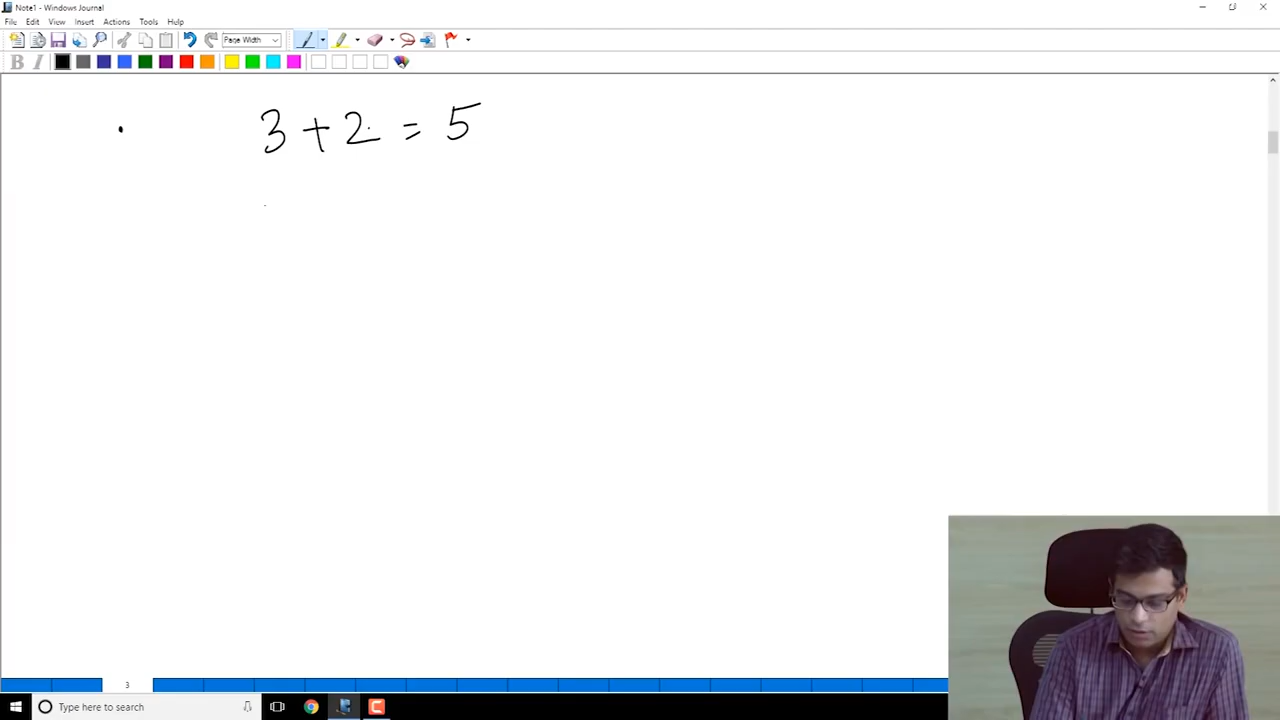 Note1 - Windows Journal
File Edit View Insert Actions Tools Help
Page Width
B I
3 + 2 = 5
3
Type here to search